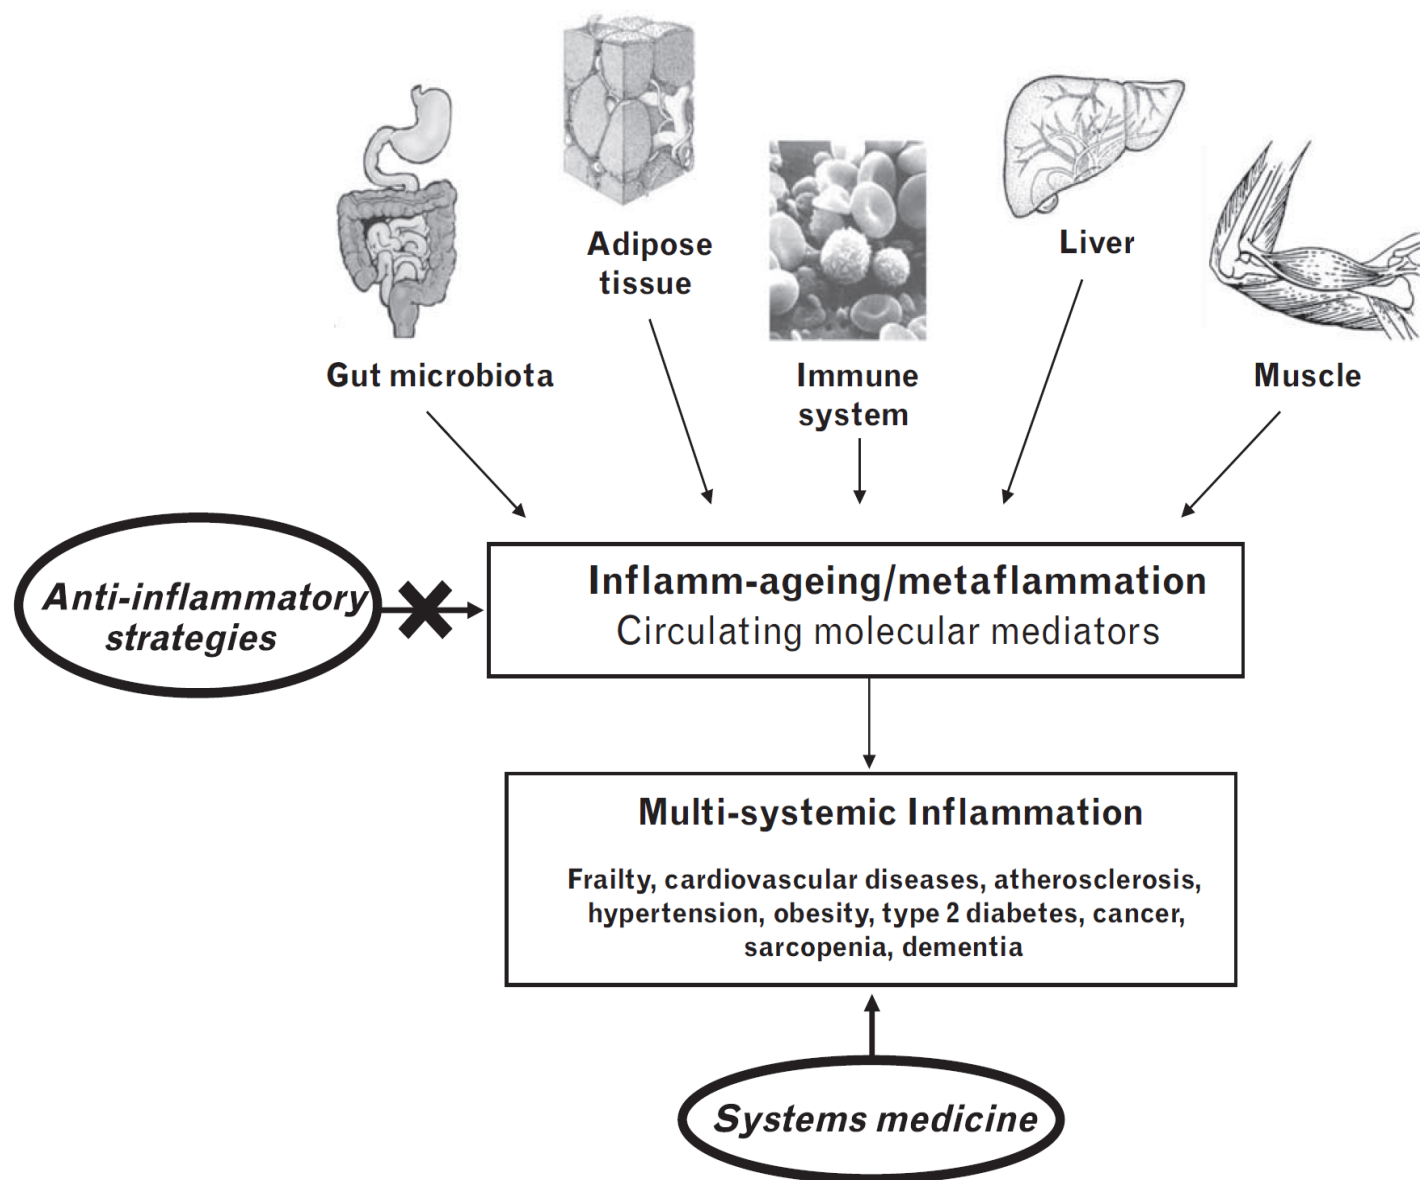 Adipose
tissue
Liver
Gut microbiota
Immune
system
Muscle
Anti-inflammatory
strategies
Inflamm-ageing/metaflammation
Circulating molecular mediators
Multi-systemic Inflammation
Frailty, cardiovascular diseases, atherosclerosis,
hypertension, obesity, type 2 diabetes, cancer,
sarcopenia, dementia
Systems medicine